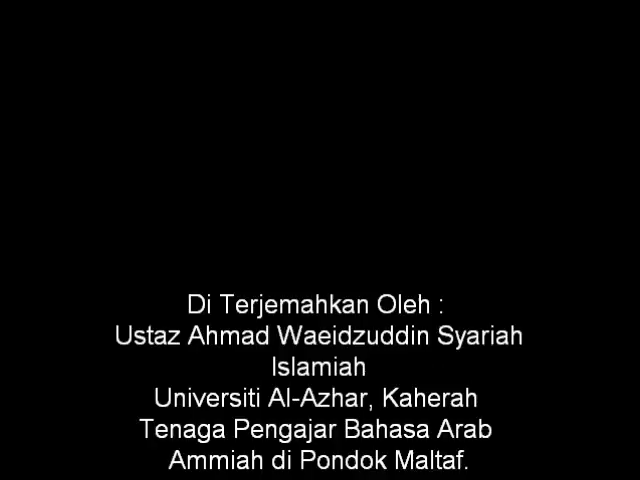 Di Terjemahkan Oleh :
Ustaz Ahmad Waeidzuddin Syariah
Islamiah
Universiti Al-Azhar, Kaherah
Tenaga Pengajar Bahasa Arab
Ammiah di Pondok Maltaf.